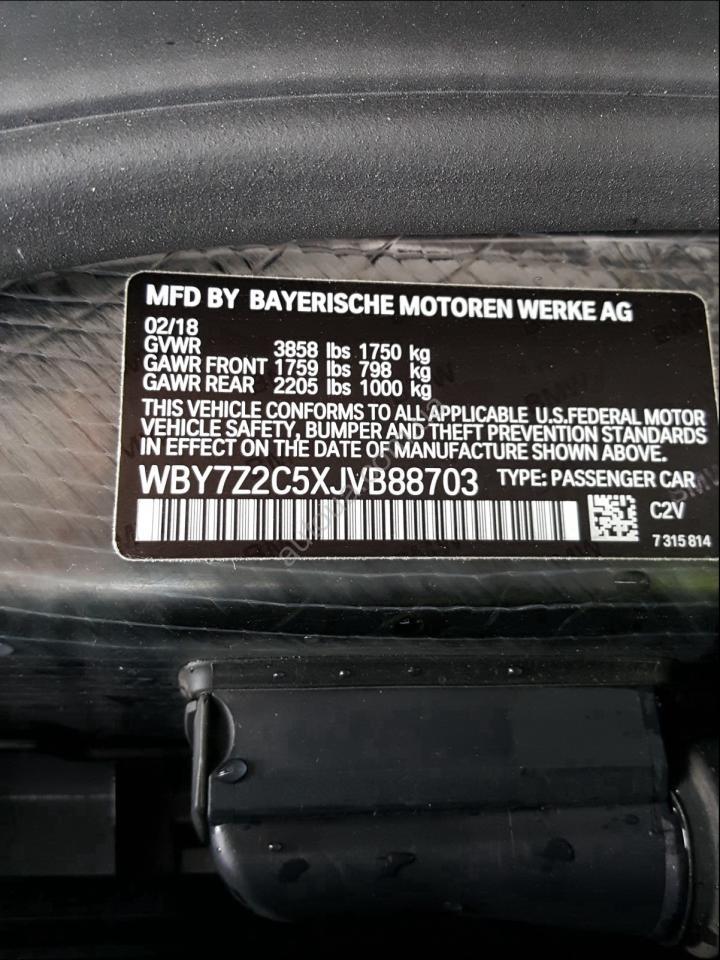 MFD BY BAYERISCHE MOTOREN WERKE AG
02/18
GVWR 3858 lbs 1750 kg
GAWR FRONT 1759 lbs 798 kg
GAWR REAR 2205 lbs 1000 kg
THIS VEHICLE CONFORMS TO ALL APPLICABLE U.S.FEDERAL MOTOR
VEHICLE SAFETY, BUMPER AND THEFT PREVENTION STANDARDS
IN EFFECT ON THE DATE OF MANUFACTURE SHOWN ABOVE.
WBY7Z2C5XJVB88703 TYPE: PASSENGER CAR
C2V
7 315 814